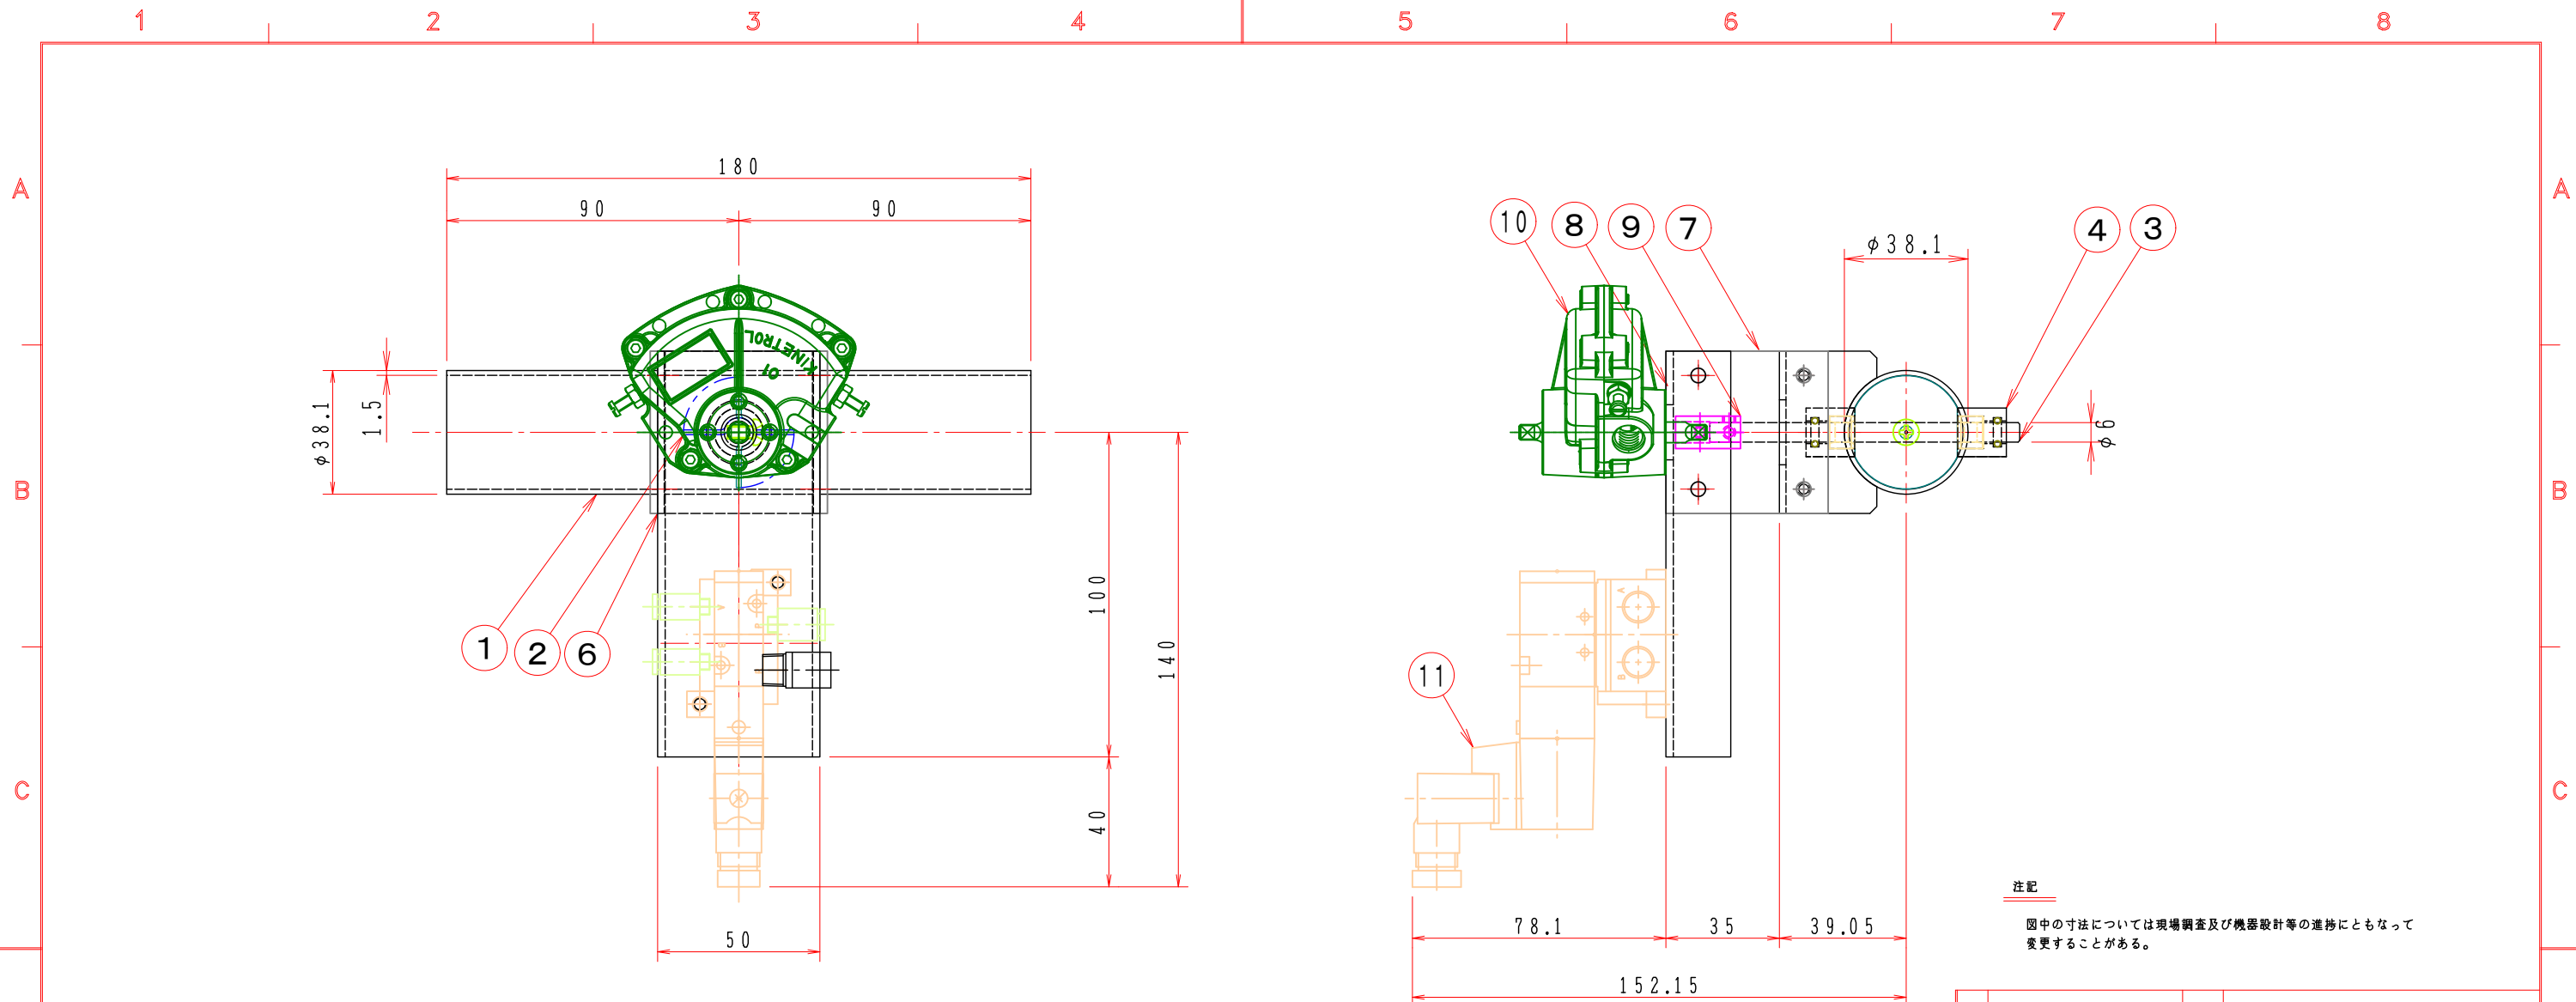 1 2 3 4 5 6 7 8
A A
B B
C C
180
90 90
φ38.1
1.5
KINETROL
01
100
140
40
50
1 2 6
10 8 9 7 4 3
φ38.1
φ6
A
B
11
78.1 35 39.05
152.15
注記
図中の寸法については現場調査及び機器設計等の進捗にともなって
変更することがある。